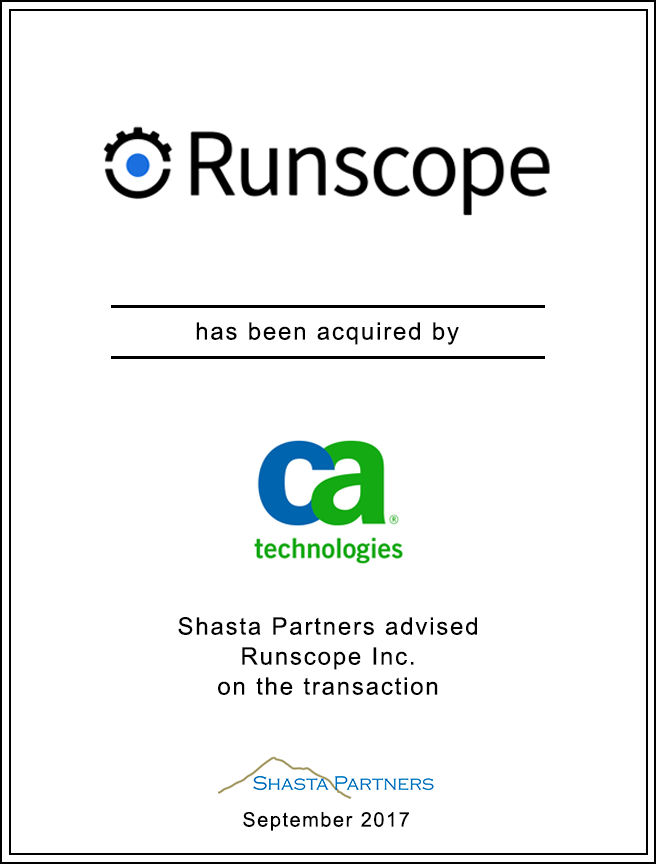 Runscope
has been acquired by
ca®
technologies
Shasta Partners advised
Runscope Inc.
on the transaction
SHASTA PARTNERS
September 2017